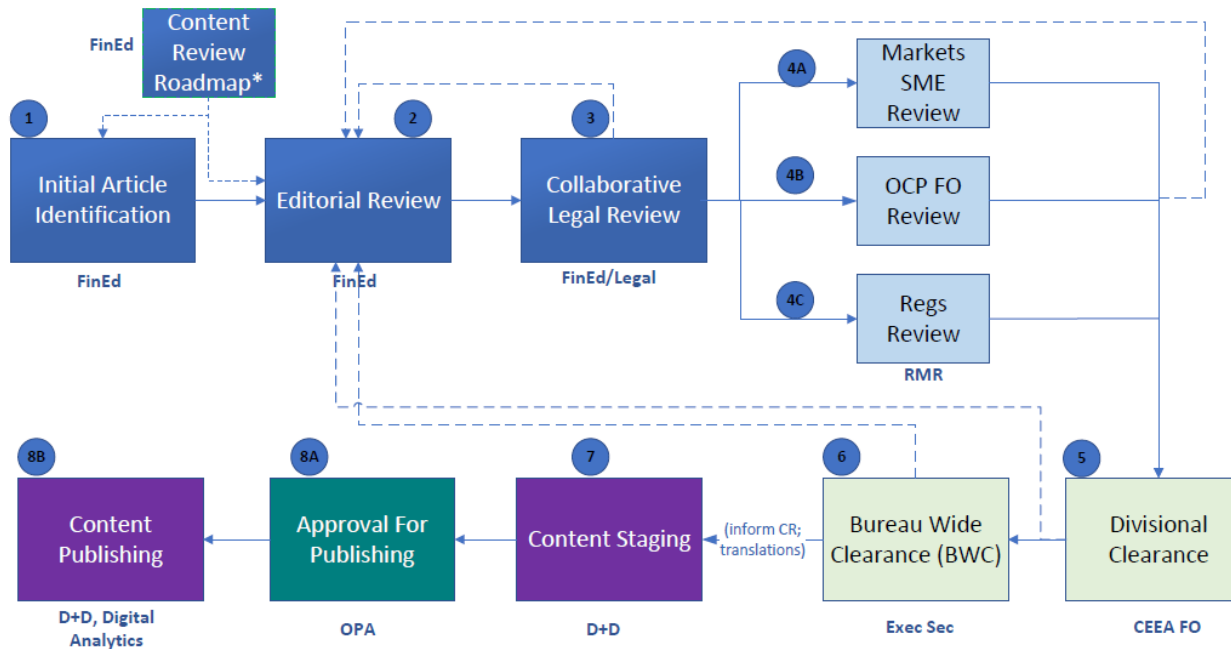 FinEd
Content
Review
Roadmap*
1
2
3
4A
Markets
SME
Review
Initial Article
Identification
FinEd
Editorial Review
FinEd
Collaborative
Legal Review
FinEd/Legal
4B
OCP FO
Review
4C
Regs
Review
RMR
8B
Content
Publishing
D+D, Digital
Analytics
8A
Approval For
Publishing
OPA
7
Content Staging
D+D
(inform CR;
translations)
6
Bureau Wide
Clearance (BWC)
Exec Sec
5
Divisional
Clearance
CEEA FO